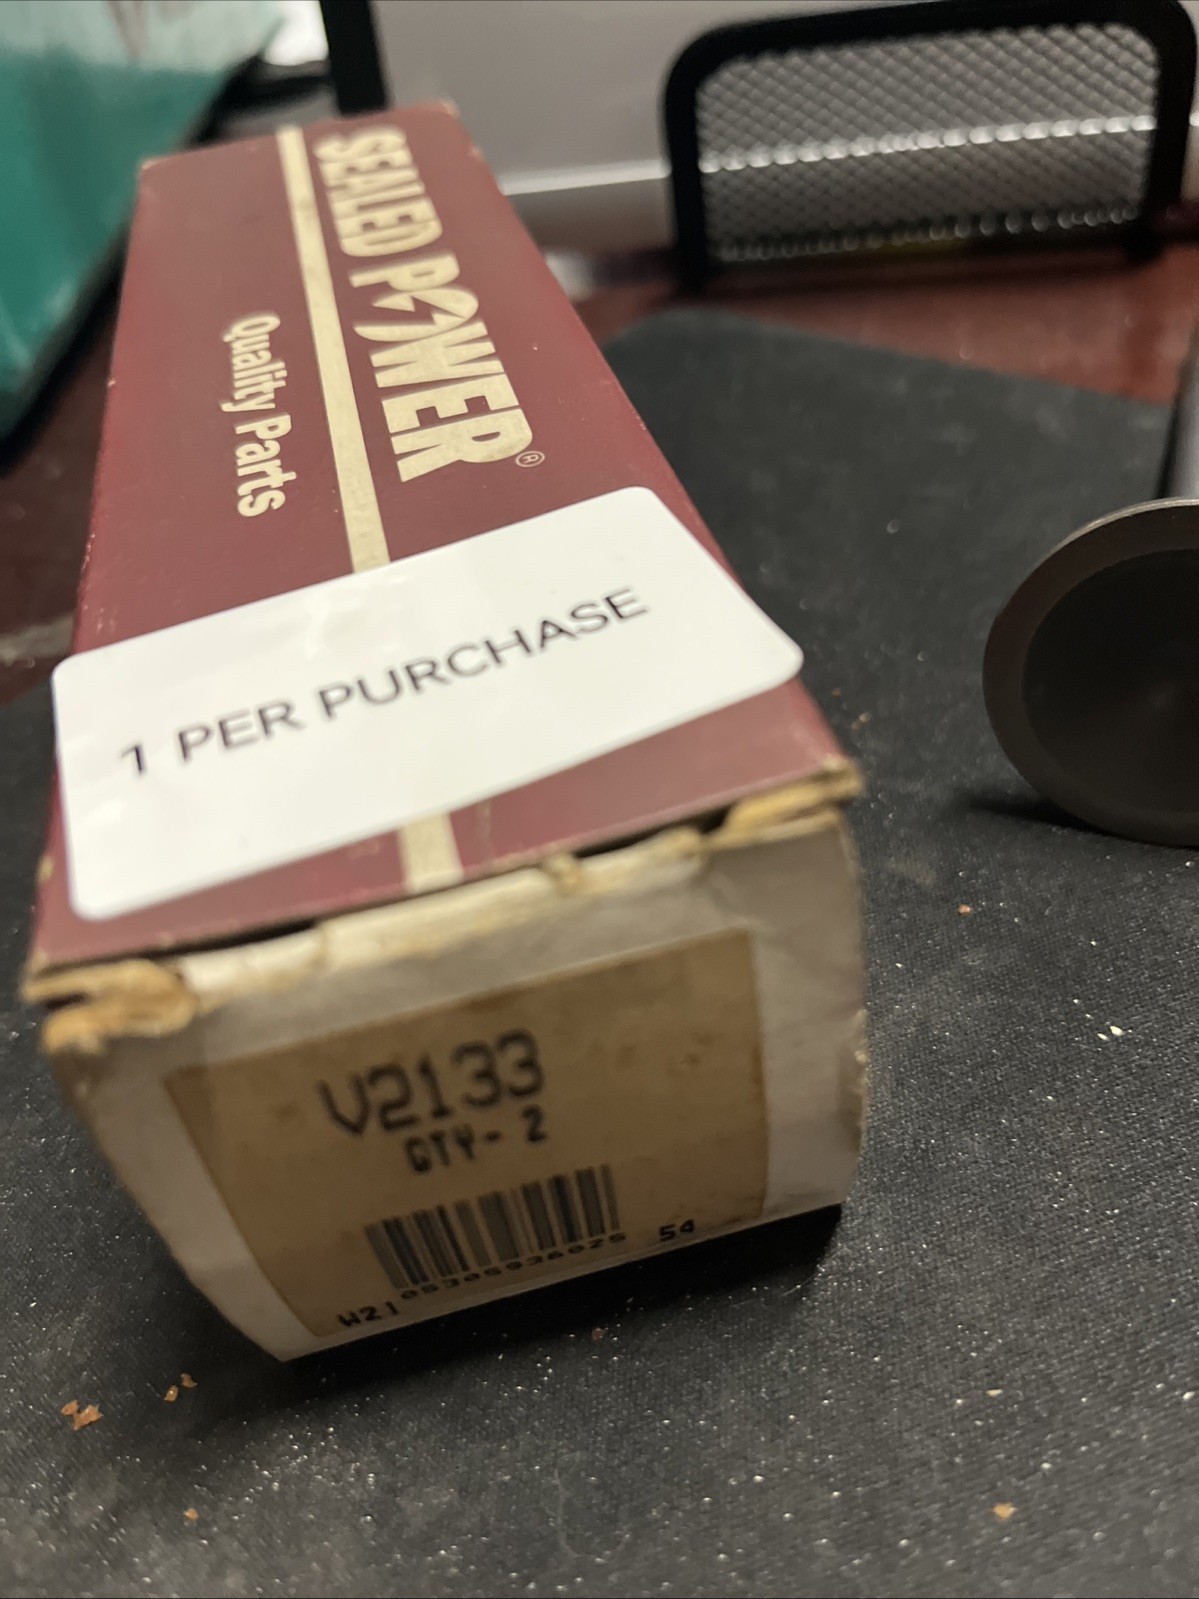 SEALED POWER®
Quality Parts
1 PER PURCHASE
V2133
QTY- 2
54
W21